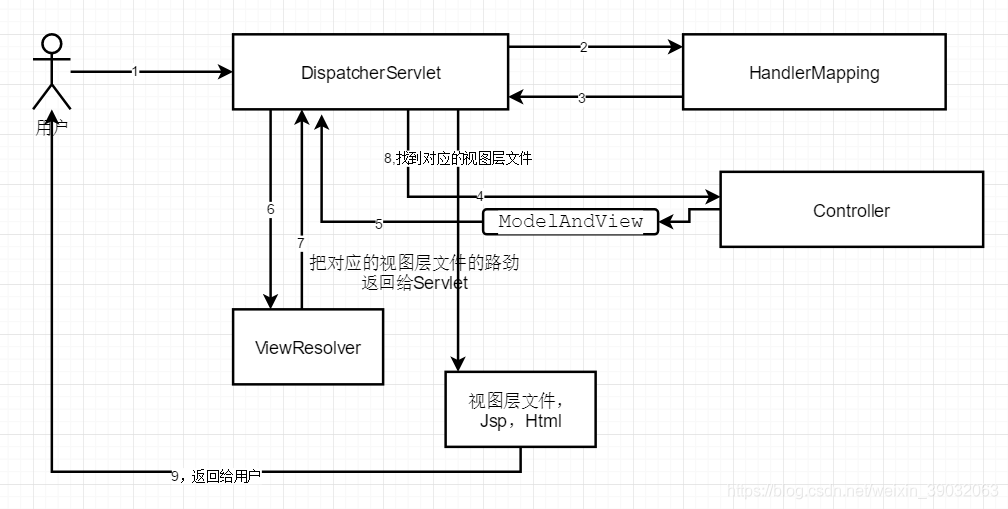 1
DispatcherServlet
2
HandlerMapping
3
用户
8,找到对应的视图层文件
4
Controller
ModelAndView
5
6
7
把对应的视图层文件的路劲
返回给Servlet
ViewResolver
视图层文件，
Jsp，Html
9，返回给用户
https://blog.csdn.net/weixin_39032063